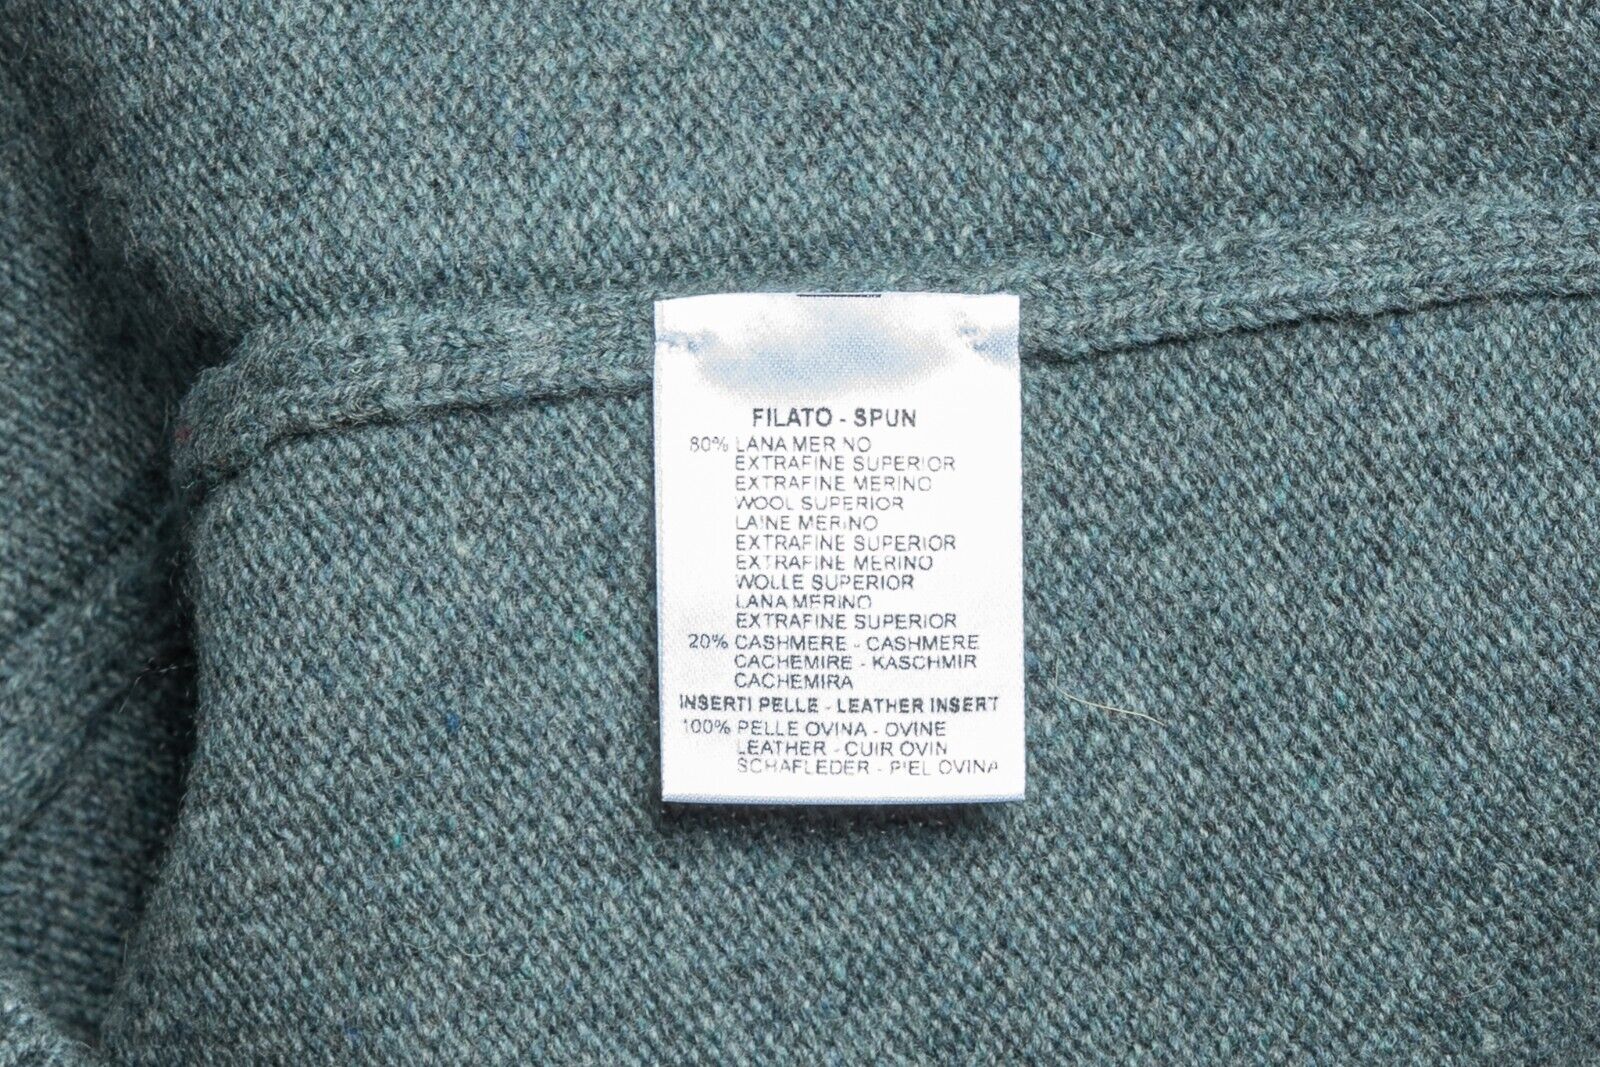 FILATO - SPUN
80% LANA MERINO
EXTRAFINE SUPERIOR
EXTRAFINE MERINO
WOOL SUPERIOR
LAINE MERINO
EXTRAFINE SUPERIOR
EXTRAFINE MERINO
WOLLE SUPERIOR
LANA MERINO
EXTRAFINE SUPERIOR
20% CASHMERE - CASHMERE
CACHEMIRE - KASCHMIR
CACHEMIRA
INSERTI PELLE - LEATHER INSERT
100% PELLE OVINA - OVINE
LEATHER - CUIR OVIN
SCHAFLEDER - PIEL OVINA